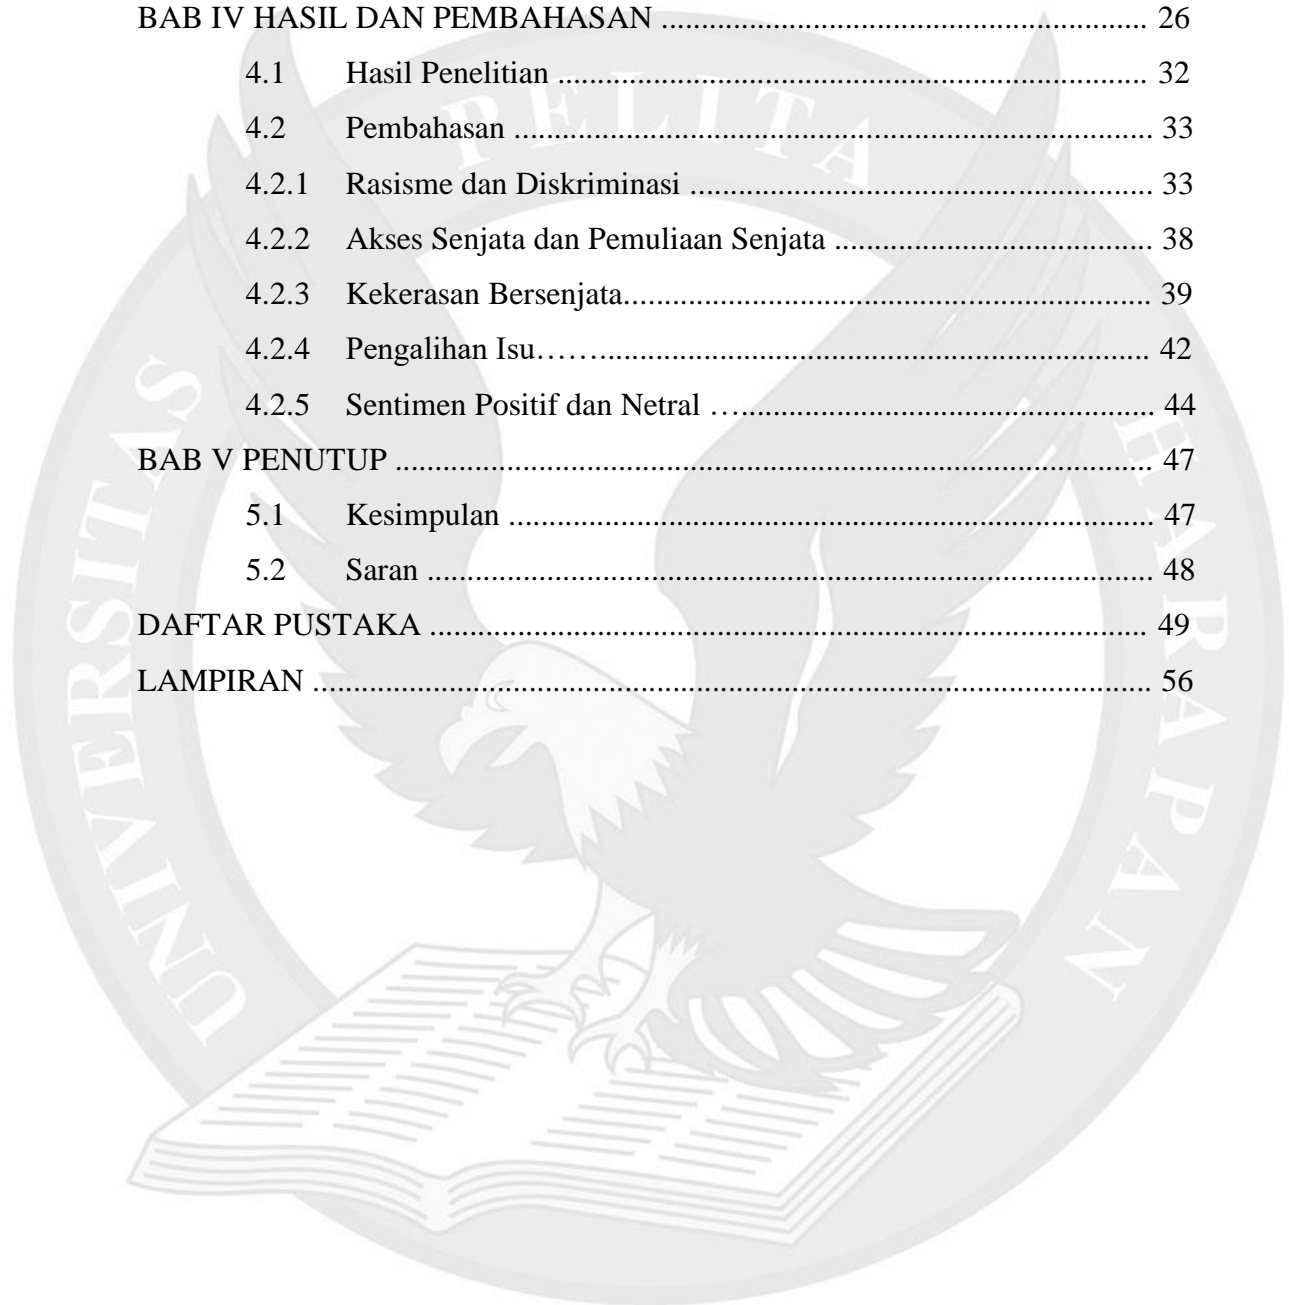 BAB IV HASIL DAN PEMBAHASAN ............................................................ 26
4.1 Hasil Penelitian ......................................................................... 32
4.2 Pembahasan ................................................................................ 33
4.2.1 Rasisme dan Diskriminasi .......................................................... 33
4.2.2 Akses Senjata dan Pemuliaan Senjata ........................................ 38
4.2.3 Kekerasan Bersenjata.................................................................. 39
4.2.4 Pengalihan Isu……..................................................................... 42
4.2.5 Sentimen Positif dan Netral …................................................... 44
BAB V PENUTUP .............................................................................................. 47
5.1 Kesimpulan ................................................................................. 47
5.2 Saran ........................................................................................... 48
DAFTAR PUSTAKA .......................................................................................... 49
LAMPIRAN ........................................................................................................ 56
UNIVERSITAS PELITA HARAPAN